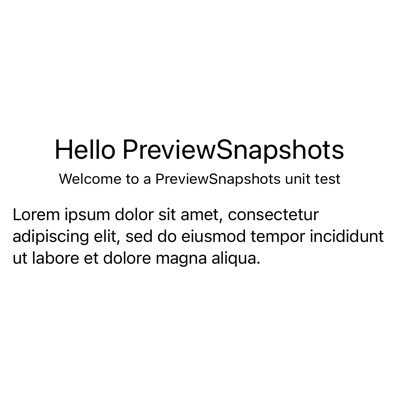 Hello PreviewSnapshots
Welcome to a PreviewSnapshots unit test
Lorem ipsum dolor sit amet, consectetur
adipiscing elit, sed do eiusmod tempor incididunt
ut labore et dolore magna aliqua.